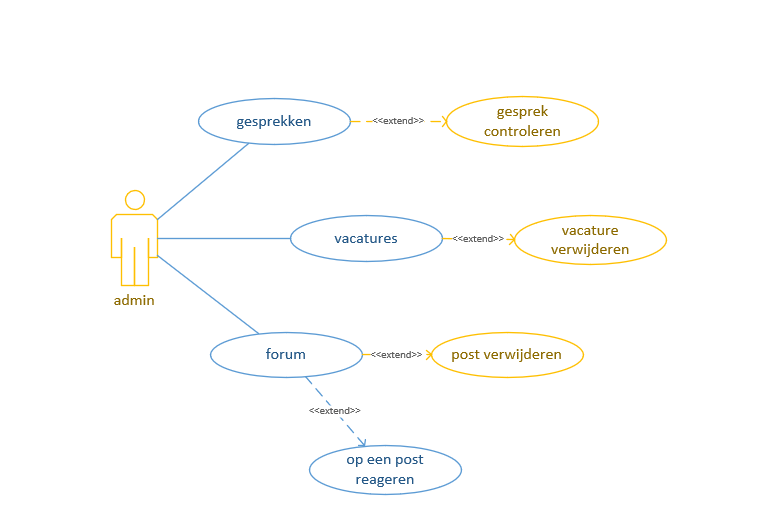 gesprekken
<<extend>>
gesprek
controleren
vacatures
<<extend>>
vacature
verwijderen
admin
forum
<<extend>>
post verwijderen
<<extend>>
op een post
reageren